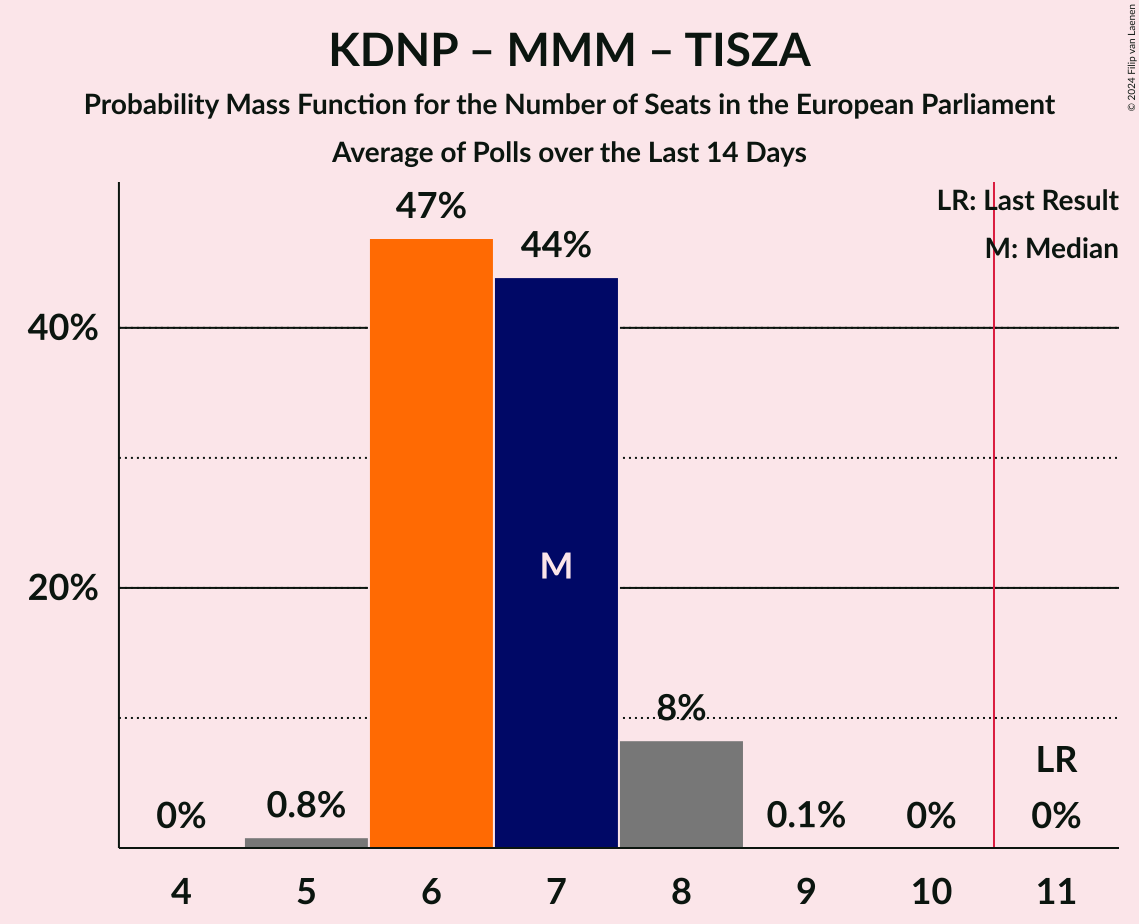 KDNP – MMM – TISZA
Probability Mass Function for the Number of Seats in the European Parliament
Average of Polls over the Last 14 Days
© 2024 Filip van Laenen
LR: Last Result
M: Median
47%
44%
40%
M
20%
8%
LR
0%
0.8%
0.1%
0%
0%
4
5
6
7
8
9
10
11